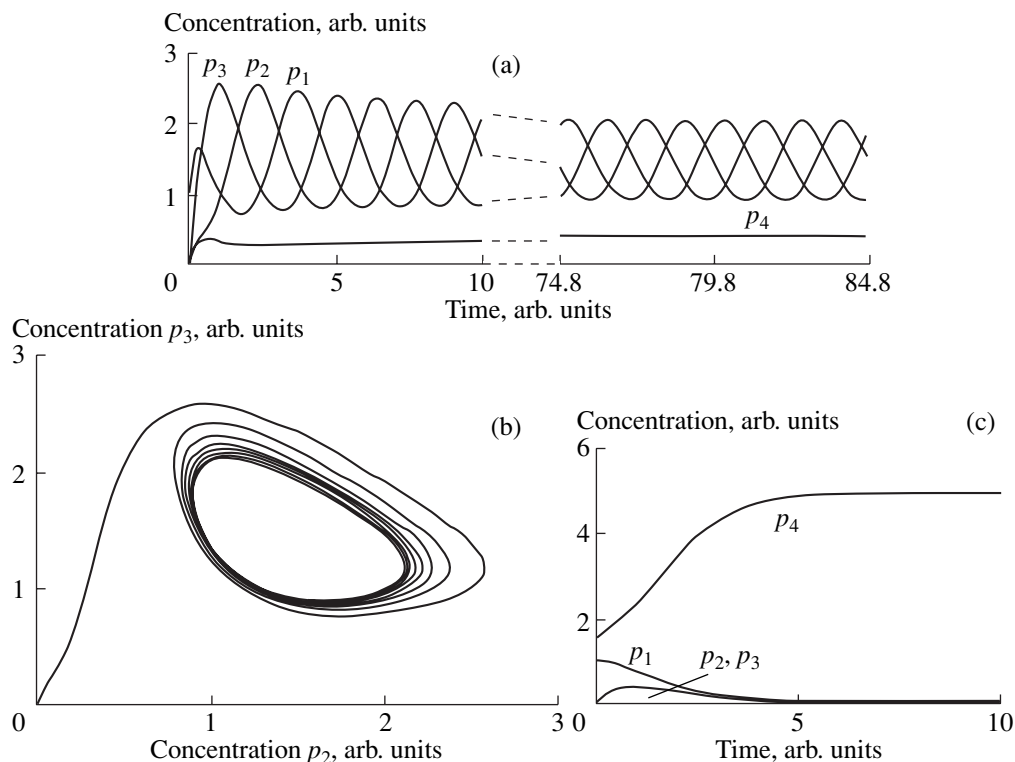 Concentration, arb. units
(a)
3
2
1
0
p3 p2 p1
p4
5 10 74.8 79.8 84.8
Time, arb. units
Concentration p3, arb. units
(b)
3
2
1
0
1 2 3
Concentration p2, arb. units
Concentration, arb. units
(c)
6
4
2
0
p4
p1 p2, p3
5 10
Time, arb. units